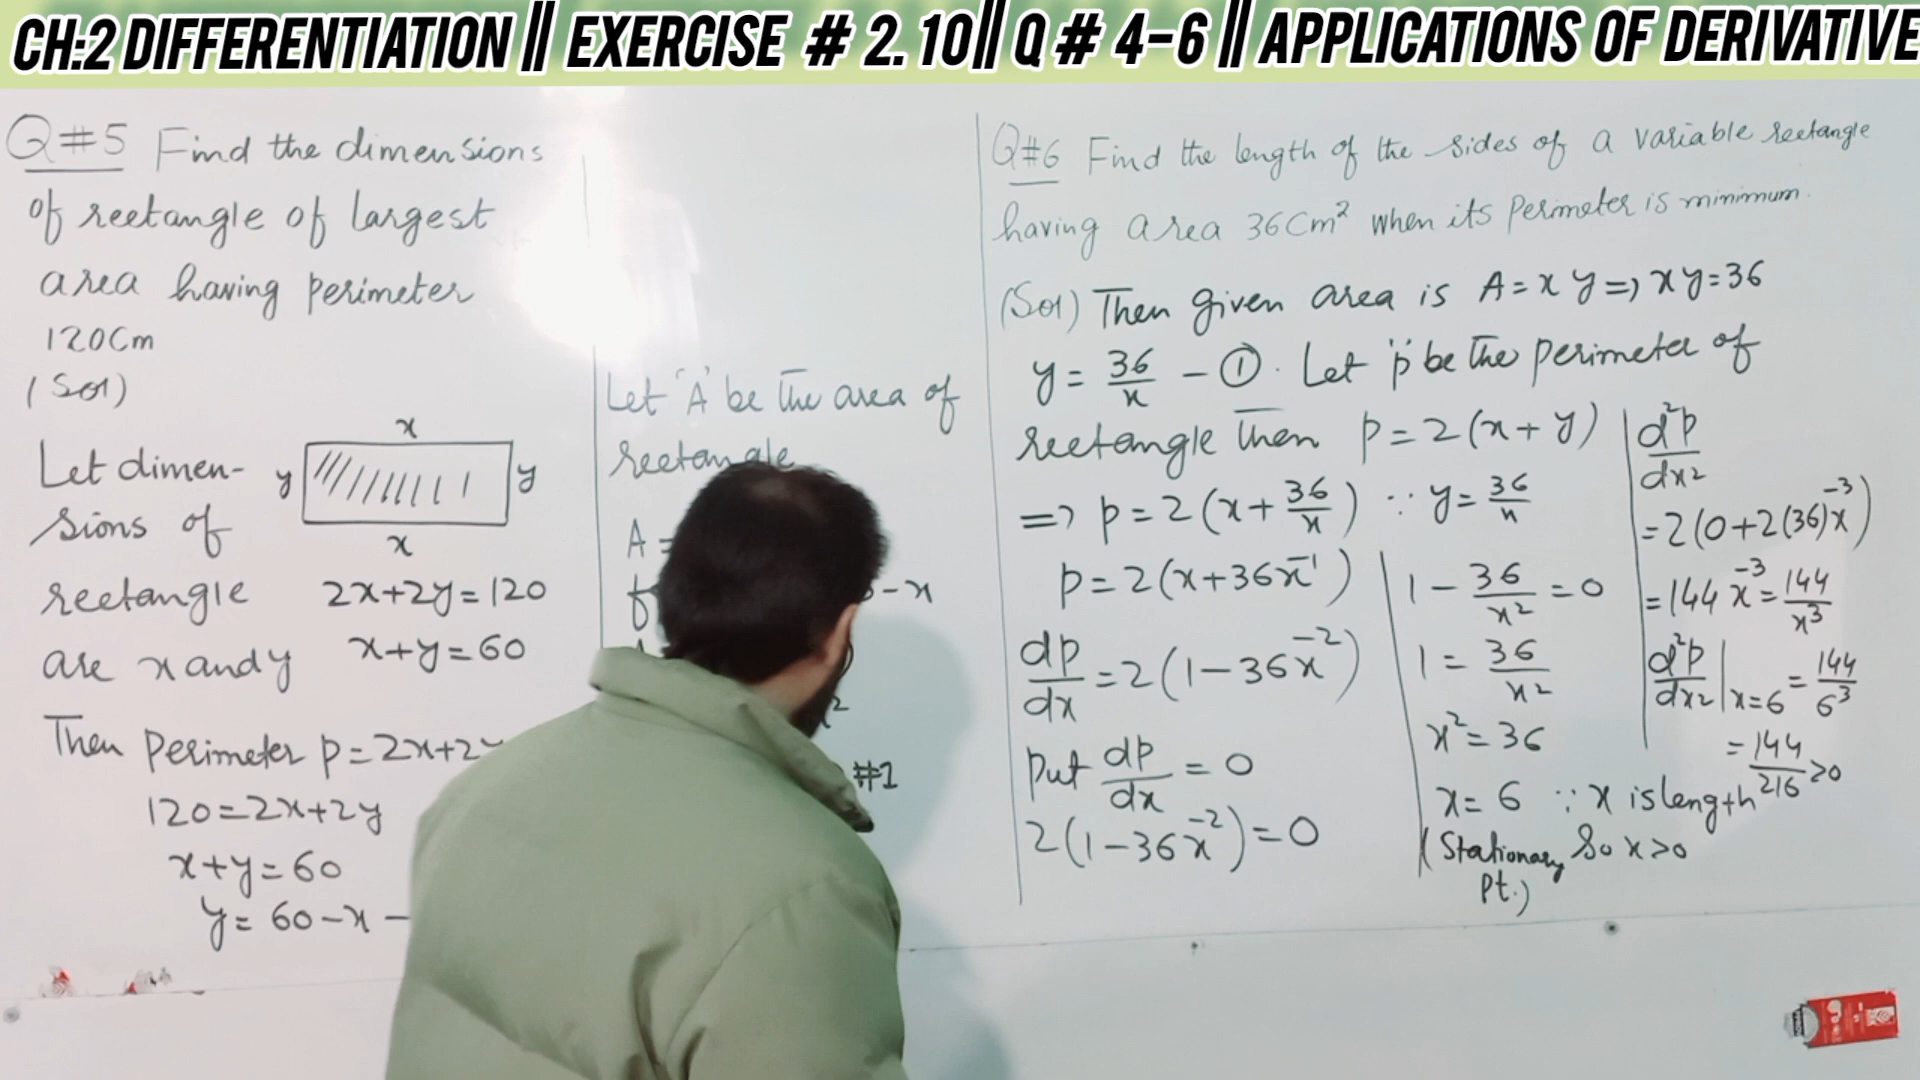 CH:2 DIFFERENTIATION || EXERCISE # 2.10|| Q # 4-6 || APPLICATIONS OF DERIVATIVE
Q#5 Find the dimensions
of rectangle of largest
area having perimeter
120Cm
(Sol)
Let dimen-
sions of
rectangle
are x and y
x
y
y
x
2x+2y=120
x+y=60
Then Perimeter P=2x+2
120=2x+2y
x+y=60
y= 60-x -
Let 'A' be the area of
rectangle
A =
-x
#1
Q#6 Find the length of the sides of a variable rectangle
having area 36Cm² when its Perimeter is minimum.
(Sol) Then given area is A=xy => xy=36
y = 36/x - ① . Let 'p' be the perimeter of
rectangle Then P=2(x+y)
=> P=2(x+36/x) ∵ y=36/x
P=2(x+36x⁻¹)
dp/dx = 2(1-36x⁻²)
Put dp/dx = 0
2(1-36x⁻²)=0
1 - 36/x² = 0
1 = 36/x²
x² = 36
x= 6 ∵ x is length
(Stationary So x>0
Pt.)
d²p/dx²
=2(0+2(36)x⁻³)
=144x⁻³=144/x³
d²p/dx²|x=6 = 144/6³
=144/216>0